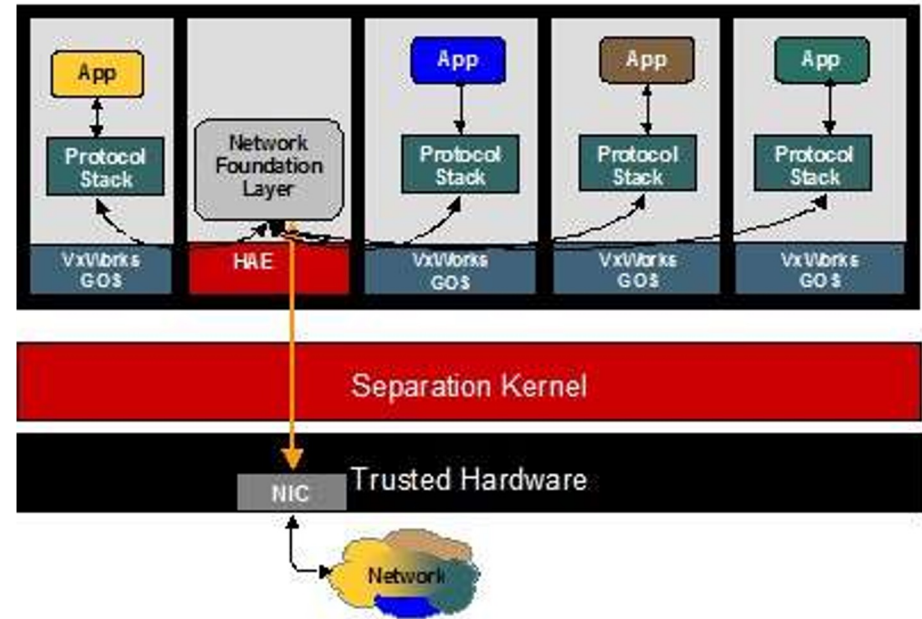 App
Protocol
Stack
VxWorks
GOS
Network
Foundation
Layer
HAE
App
Protocol
Stack
VxWorks
GOS
App
Protocol
Stack
VxWorks
GOS
App
Protocol
Stack
VxWorks
GOS
Separation Kernel
Trusted Hardware
NIC
Network